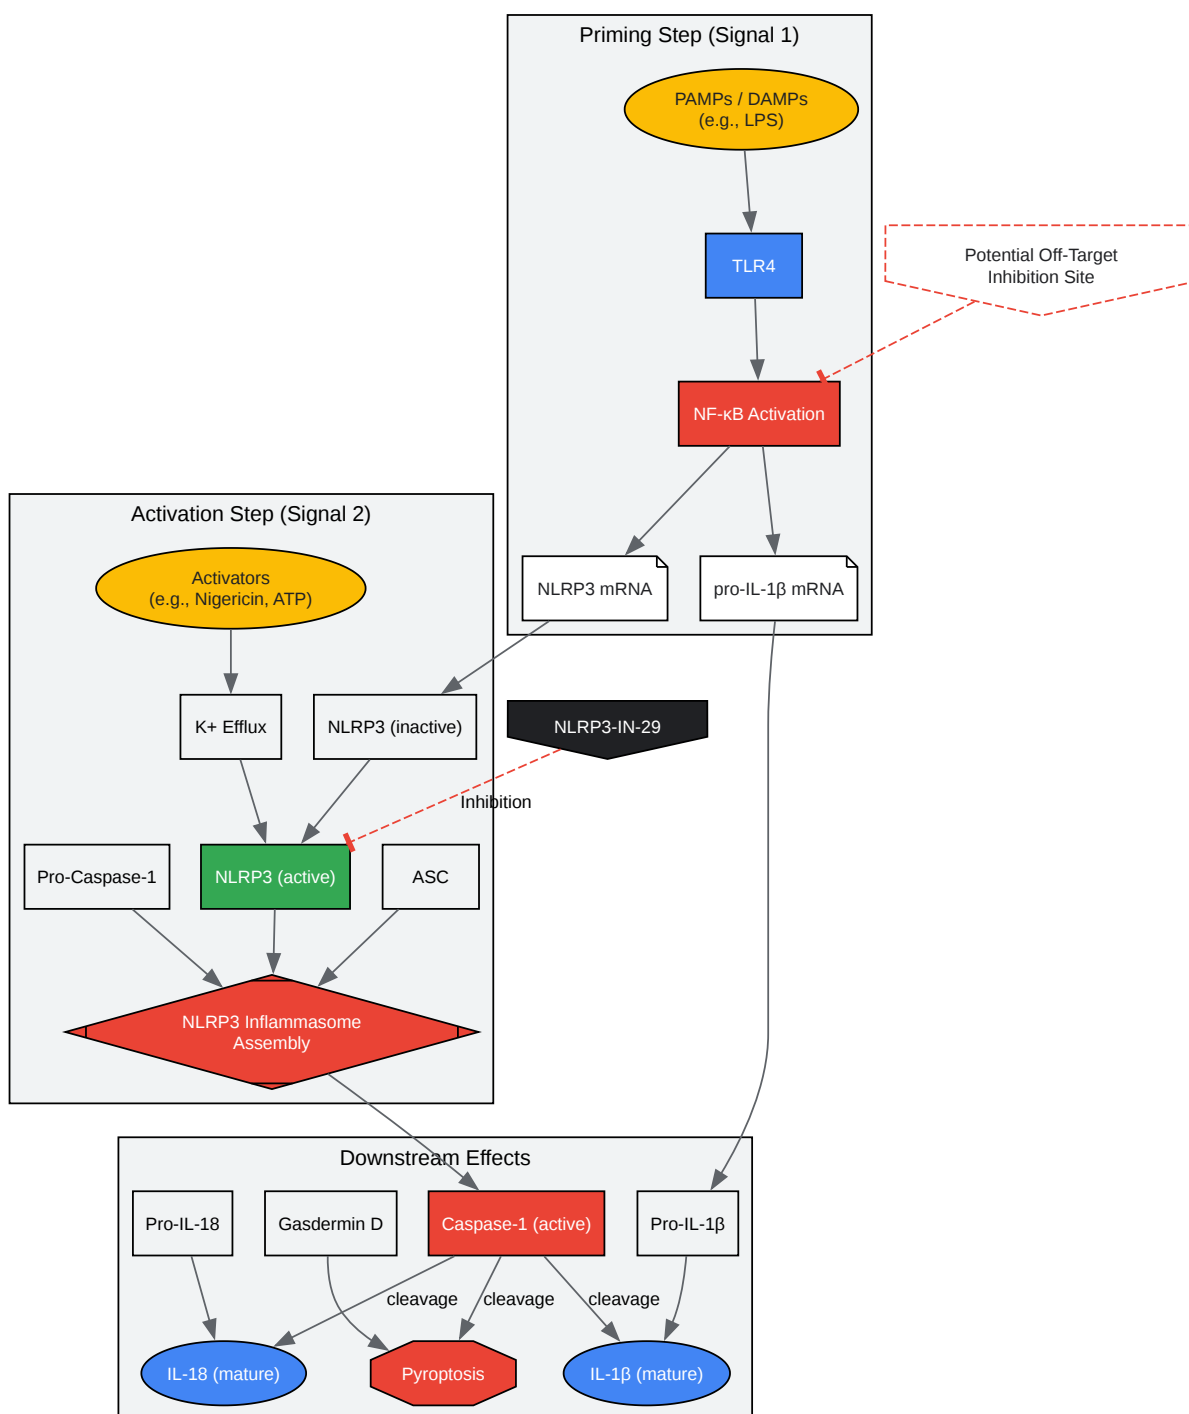 Priming Step (Signal 1)
PAMPs / DAMPs
(e.g., LPS)
TLR4
Potential Off-Target
Inhibition Site
NF-κB Activation
Activation Step (Signal 2)
Activators
(e.g., Nigericin, ATP)
NLRP3 mRNA
pro-IL-1β mRNA
K+ Efflux
NLRP3 (inactive)
NLRP3-IN-29
Inhibition
Pro-Caspase-1
NLRP3 (active)
ASC
NLRP3 Inflammasome
Assembly
Downstream Effects
Pro-IL-18
Gasdermin D
Caspase-1 (active)
Pro-IL-1β
cleavage
cleavage
cleavage
IL-18 (mature)
Pyroptosis
IL-1β (mature)